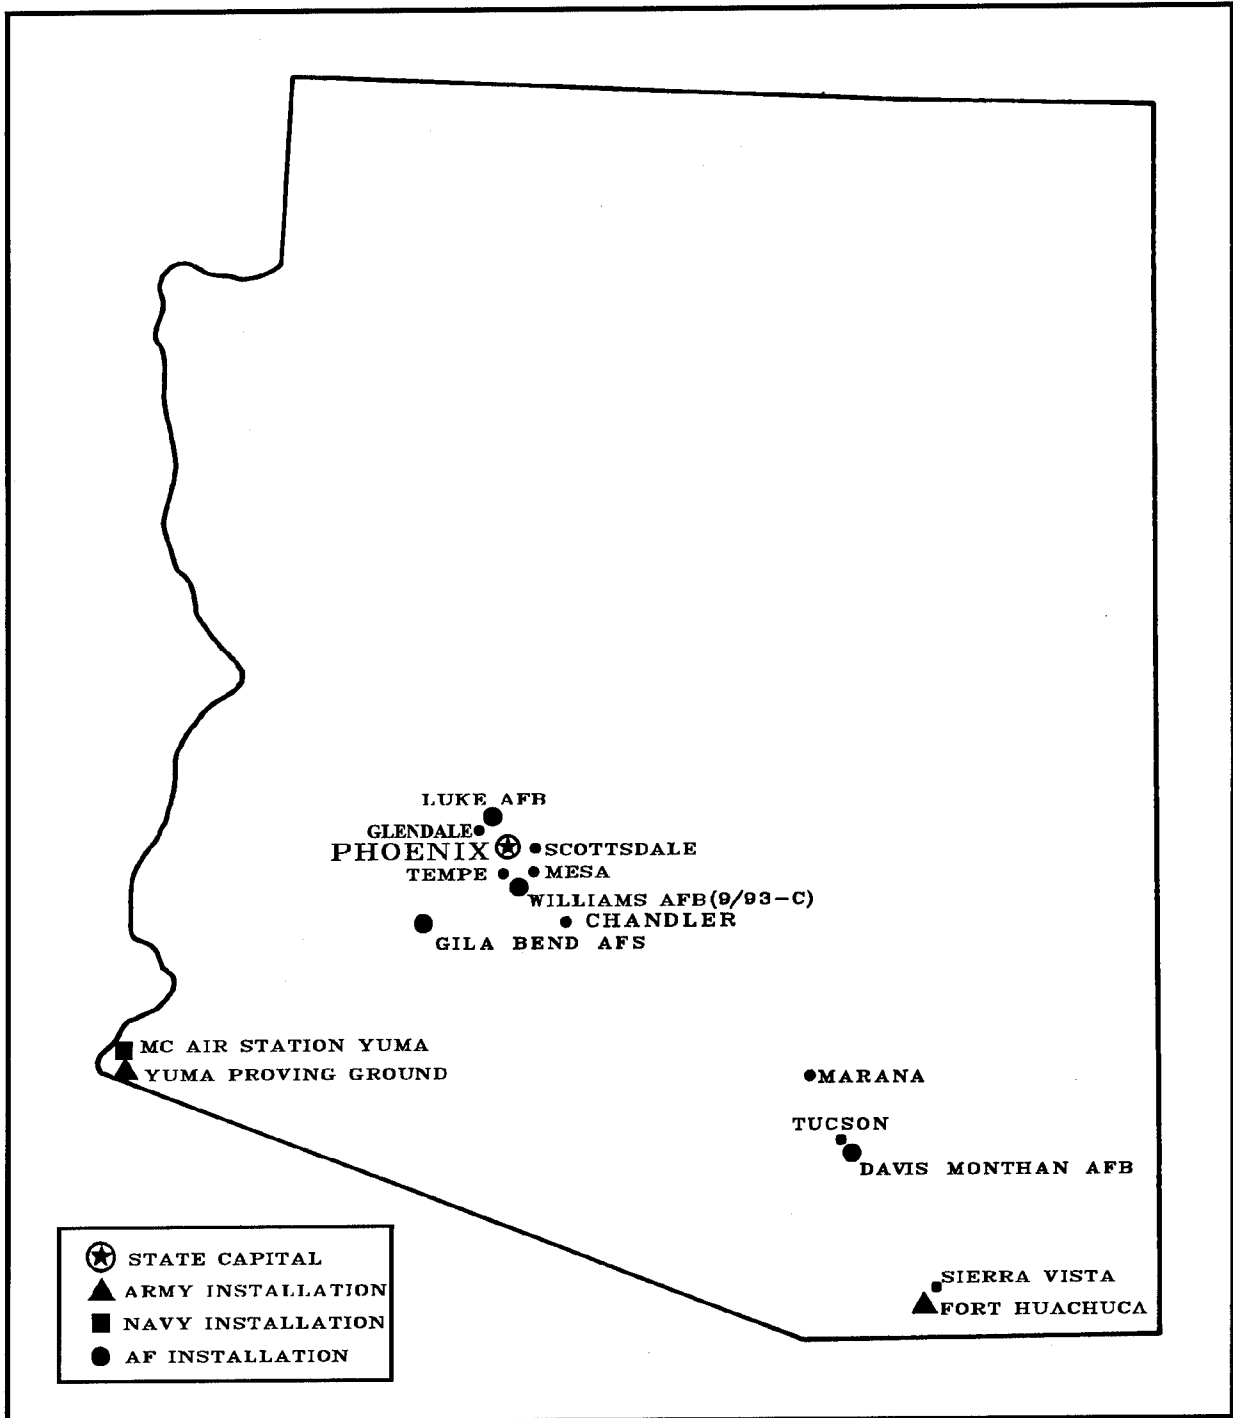 LUKE AFB
GLENDALE
PHOENIX
SCOTTSDALE
TEMPE
MESA
WILLIAMS AFB(9/93-C)
CHANDLER
GILA BEND AFS
MC AIR STATION YUMA
YUMA PROVING GROUND
MARANA
TUCSON
DAVIS MONTHAN AFB
SIERRA VISTA
FORT HUACHUCA
STATE CAPITAL
ARMY INSTALLATION
NAVY INSTALLATION
AF INSTALLATION